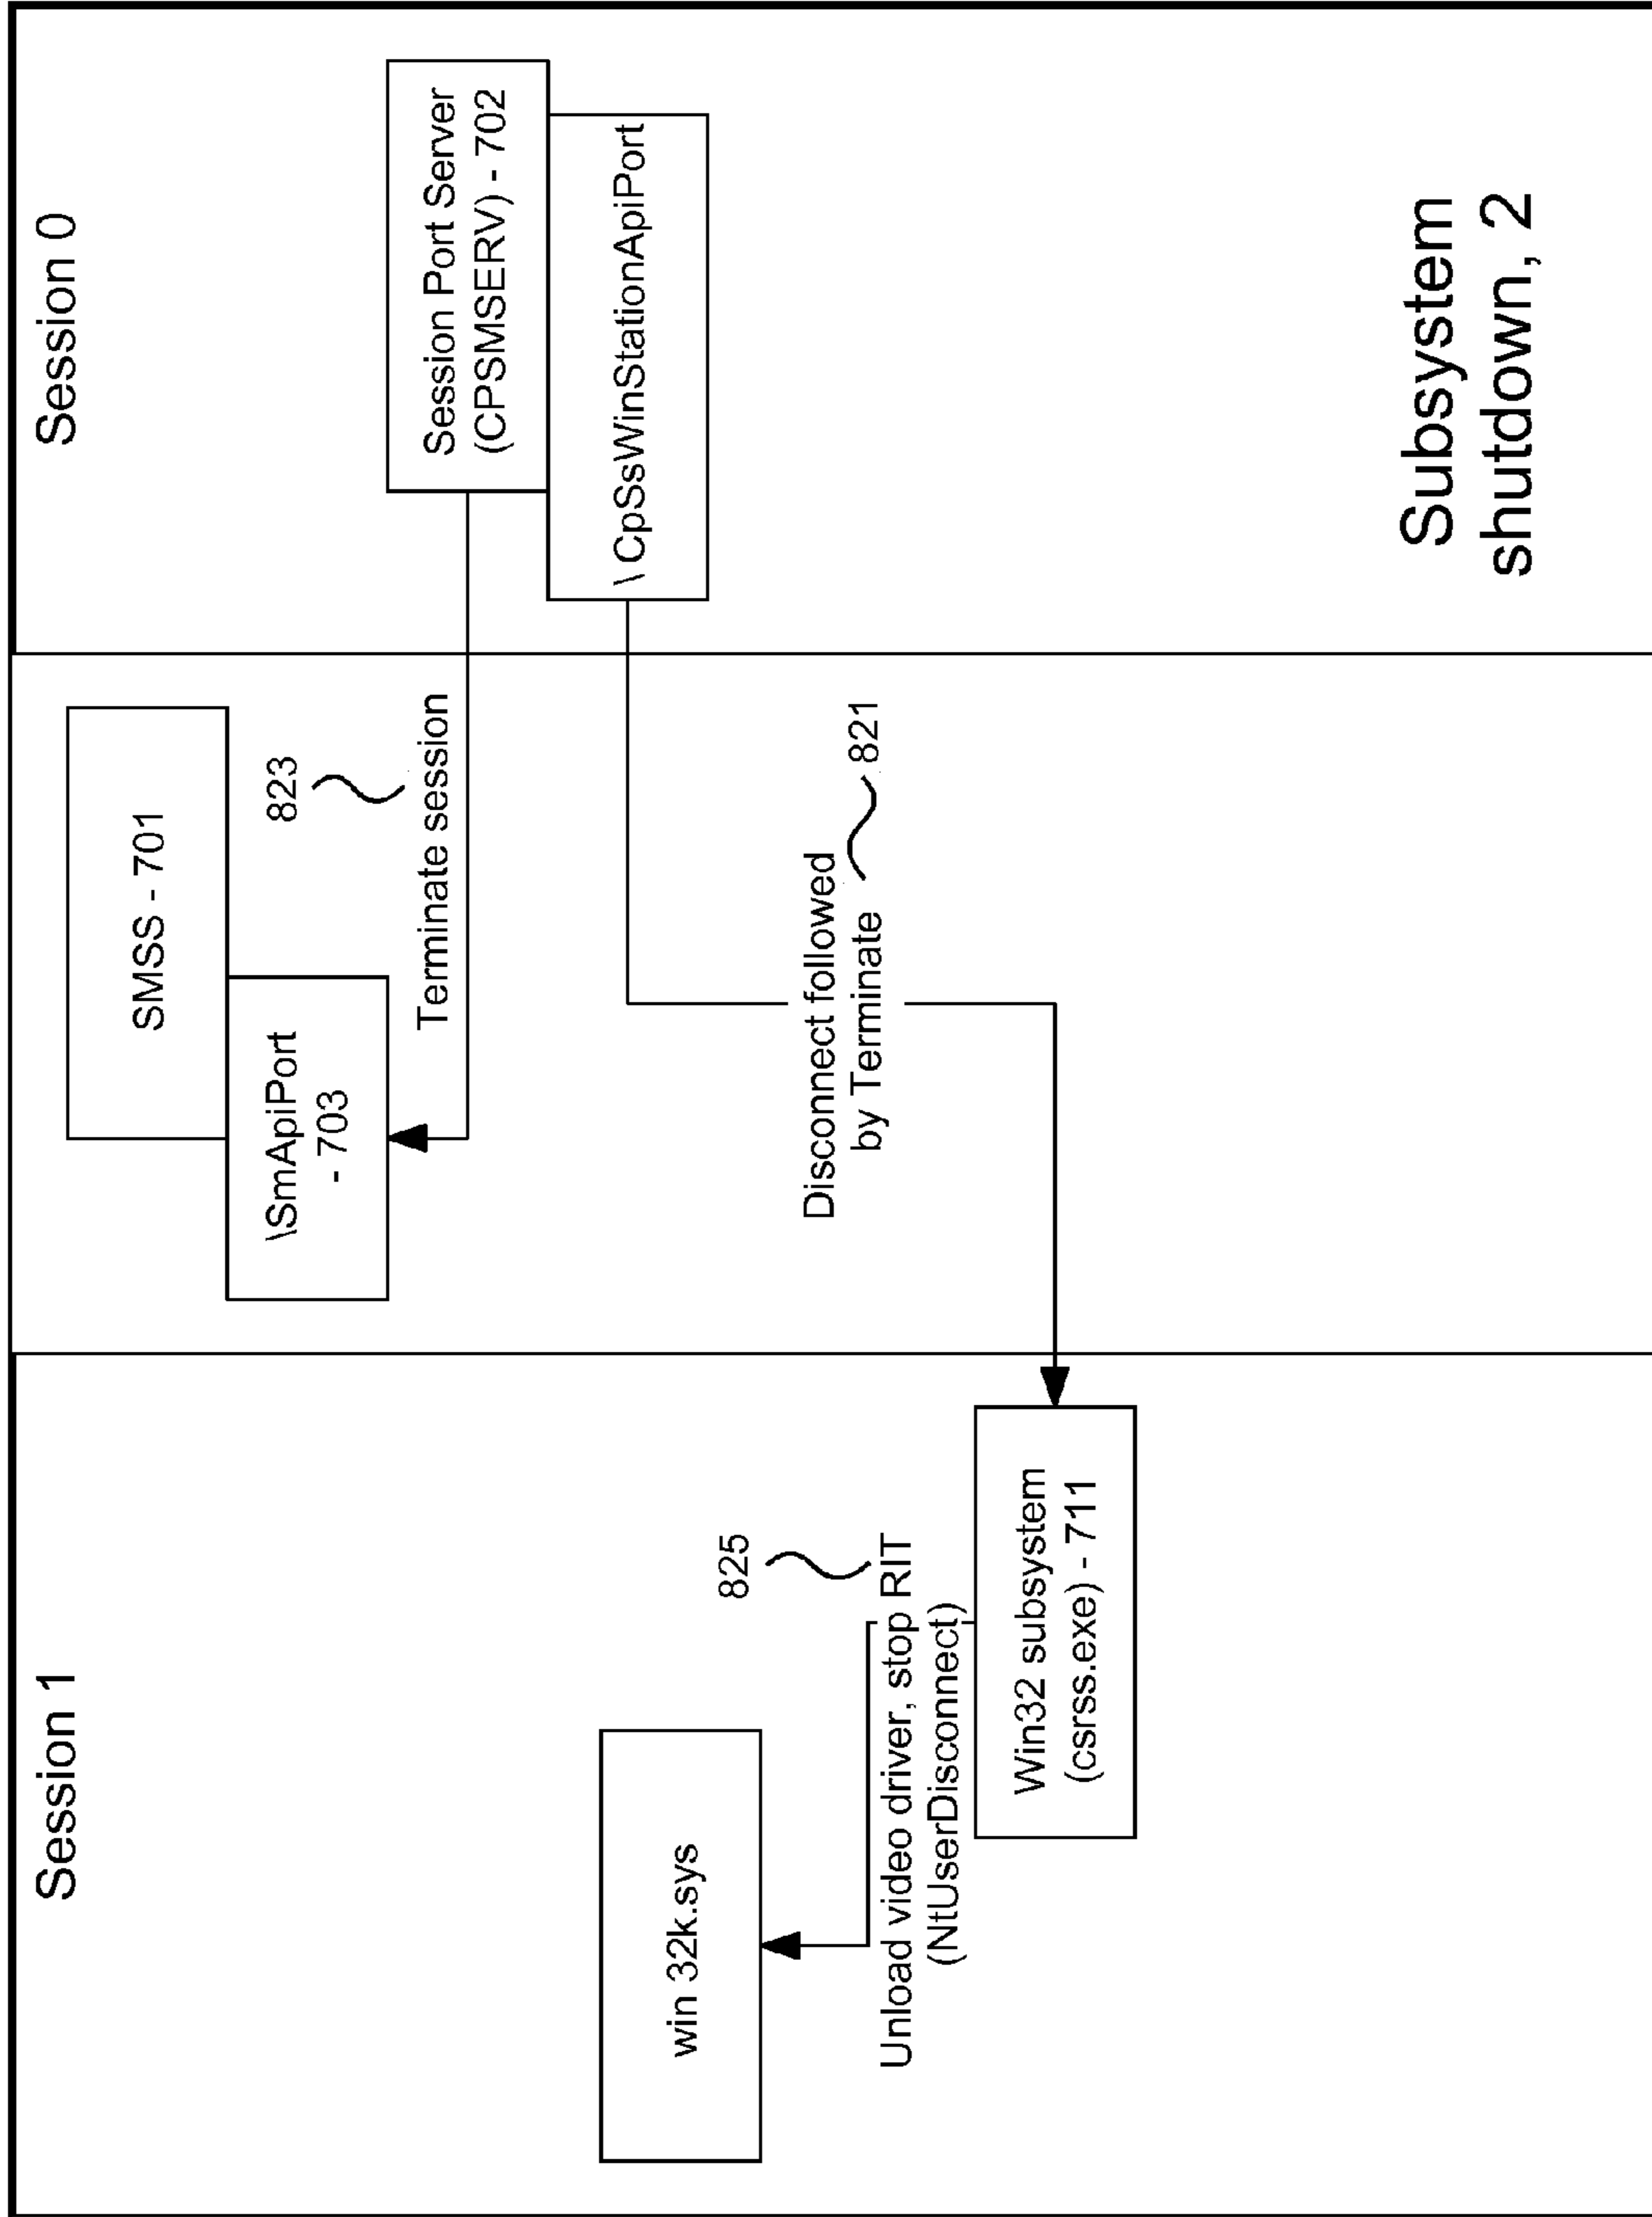 Session 1
Session 0
SMSS - 701
\SmApiPort
- 703
823
Terminate session
Session Port Server
(CPSMSERV) - 702
\ CpSsWinStationApiPort
win 32k.sys
825
Unload video driver, stop RIT
(NtUserDisconnect)
Win32 subsystem
(csrss.exe) - 711
Disconnect followed
by Terminate
821
Subsystem
shutdown, 2